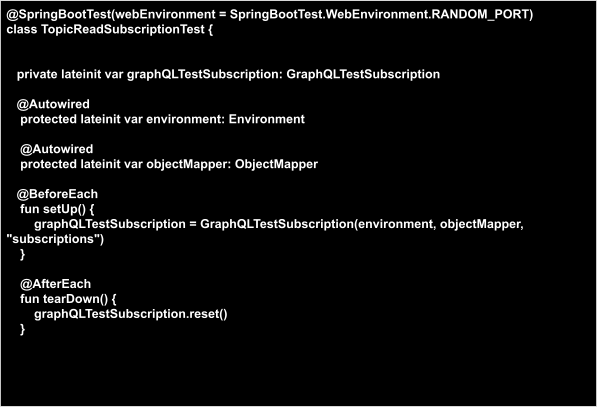 @SpringBootTest(webEnvironment = SpringBootTest.WebEnvironment.RANDOM_PORT)
class TopicReadSubscriptionTest {
private lateinit var graphQLTestSubscription: GraphQLTestSubscription
@Autowired
protected lateinit var environment: Environment
@Autowired
protected lateinit var objectMapper: ObjectMapper
@BeforeEach
fun setUp() {
graphQLTestSubscription = GraphQLTestSubscription(environment, objectMapper,
"subscriptions")
}
@AfterEach
fun tearDown() {
graphQLTestSubscription.reset()
}